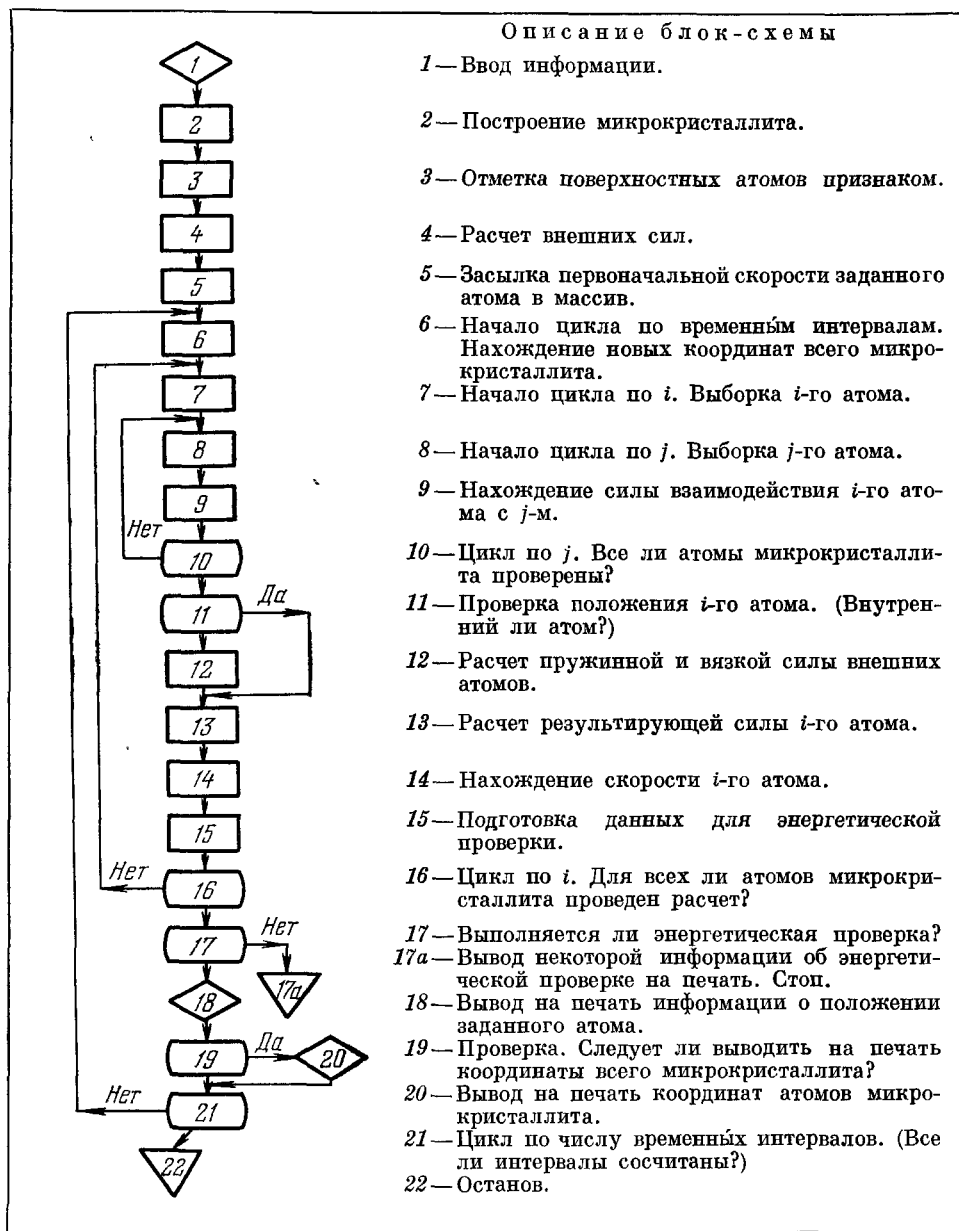 Описание блок-схемы
1—Ввод информации.
2—Построение микрокристаллита.
3—Отметка поверхностных атомов признаком.
4—Расчет внешних сил.
5—Засылка первоначальной скорости заданного
атома в массив.
6—Начало цикла по временны́м интервалам.
Нахождение новых координат всего микро-
кристаллита.
7—Начало цикла по i. Выборка i-го атома.
8—Начало цикла по j. Выборка j-го атома.
9—Нахождение силы взаимодействия i-го ато-
ма с j-м.
10—Цикл по j. Все ли атомы микрокристалли-
та проверены?
11—Проверка положения i-го атома. (Внутрен-
ний ли атом?)
12—Расчет пружинной и вязкой силы внешних
атомов.
13—Расчет результирующей силы i-го атома.
14—Нахождение скорости i-го атома.
15—Подготовка данных для энергетической
проверки.
16—Цикл по i. Для всех ли атомов микрокри-
сталлита проведен расчет?
17—Выполняется ли энергетическая проверка?
17а—Вывод некоторой информации об энергети-
ческой проверке на печать. Стоп.
18—Вывод на печать информации о положении
заданного атома.
19—Проверка. Следует ли выводить на печать
координаты всего микрокристаллита?
20—Вывод на печать координат атомов микро-
кристаллита.
21—Цикл по числу временны́х интервалов. (Все
ли интервалы сосчитаны?)
22—Останов.
1
2
3
4
5
6
7
8
9
Нет
10
Да
11
12
13
14
15
Нет
16
Нет
17
17а
18
Да
19
20
Нет
21
22